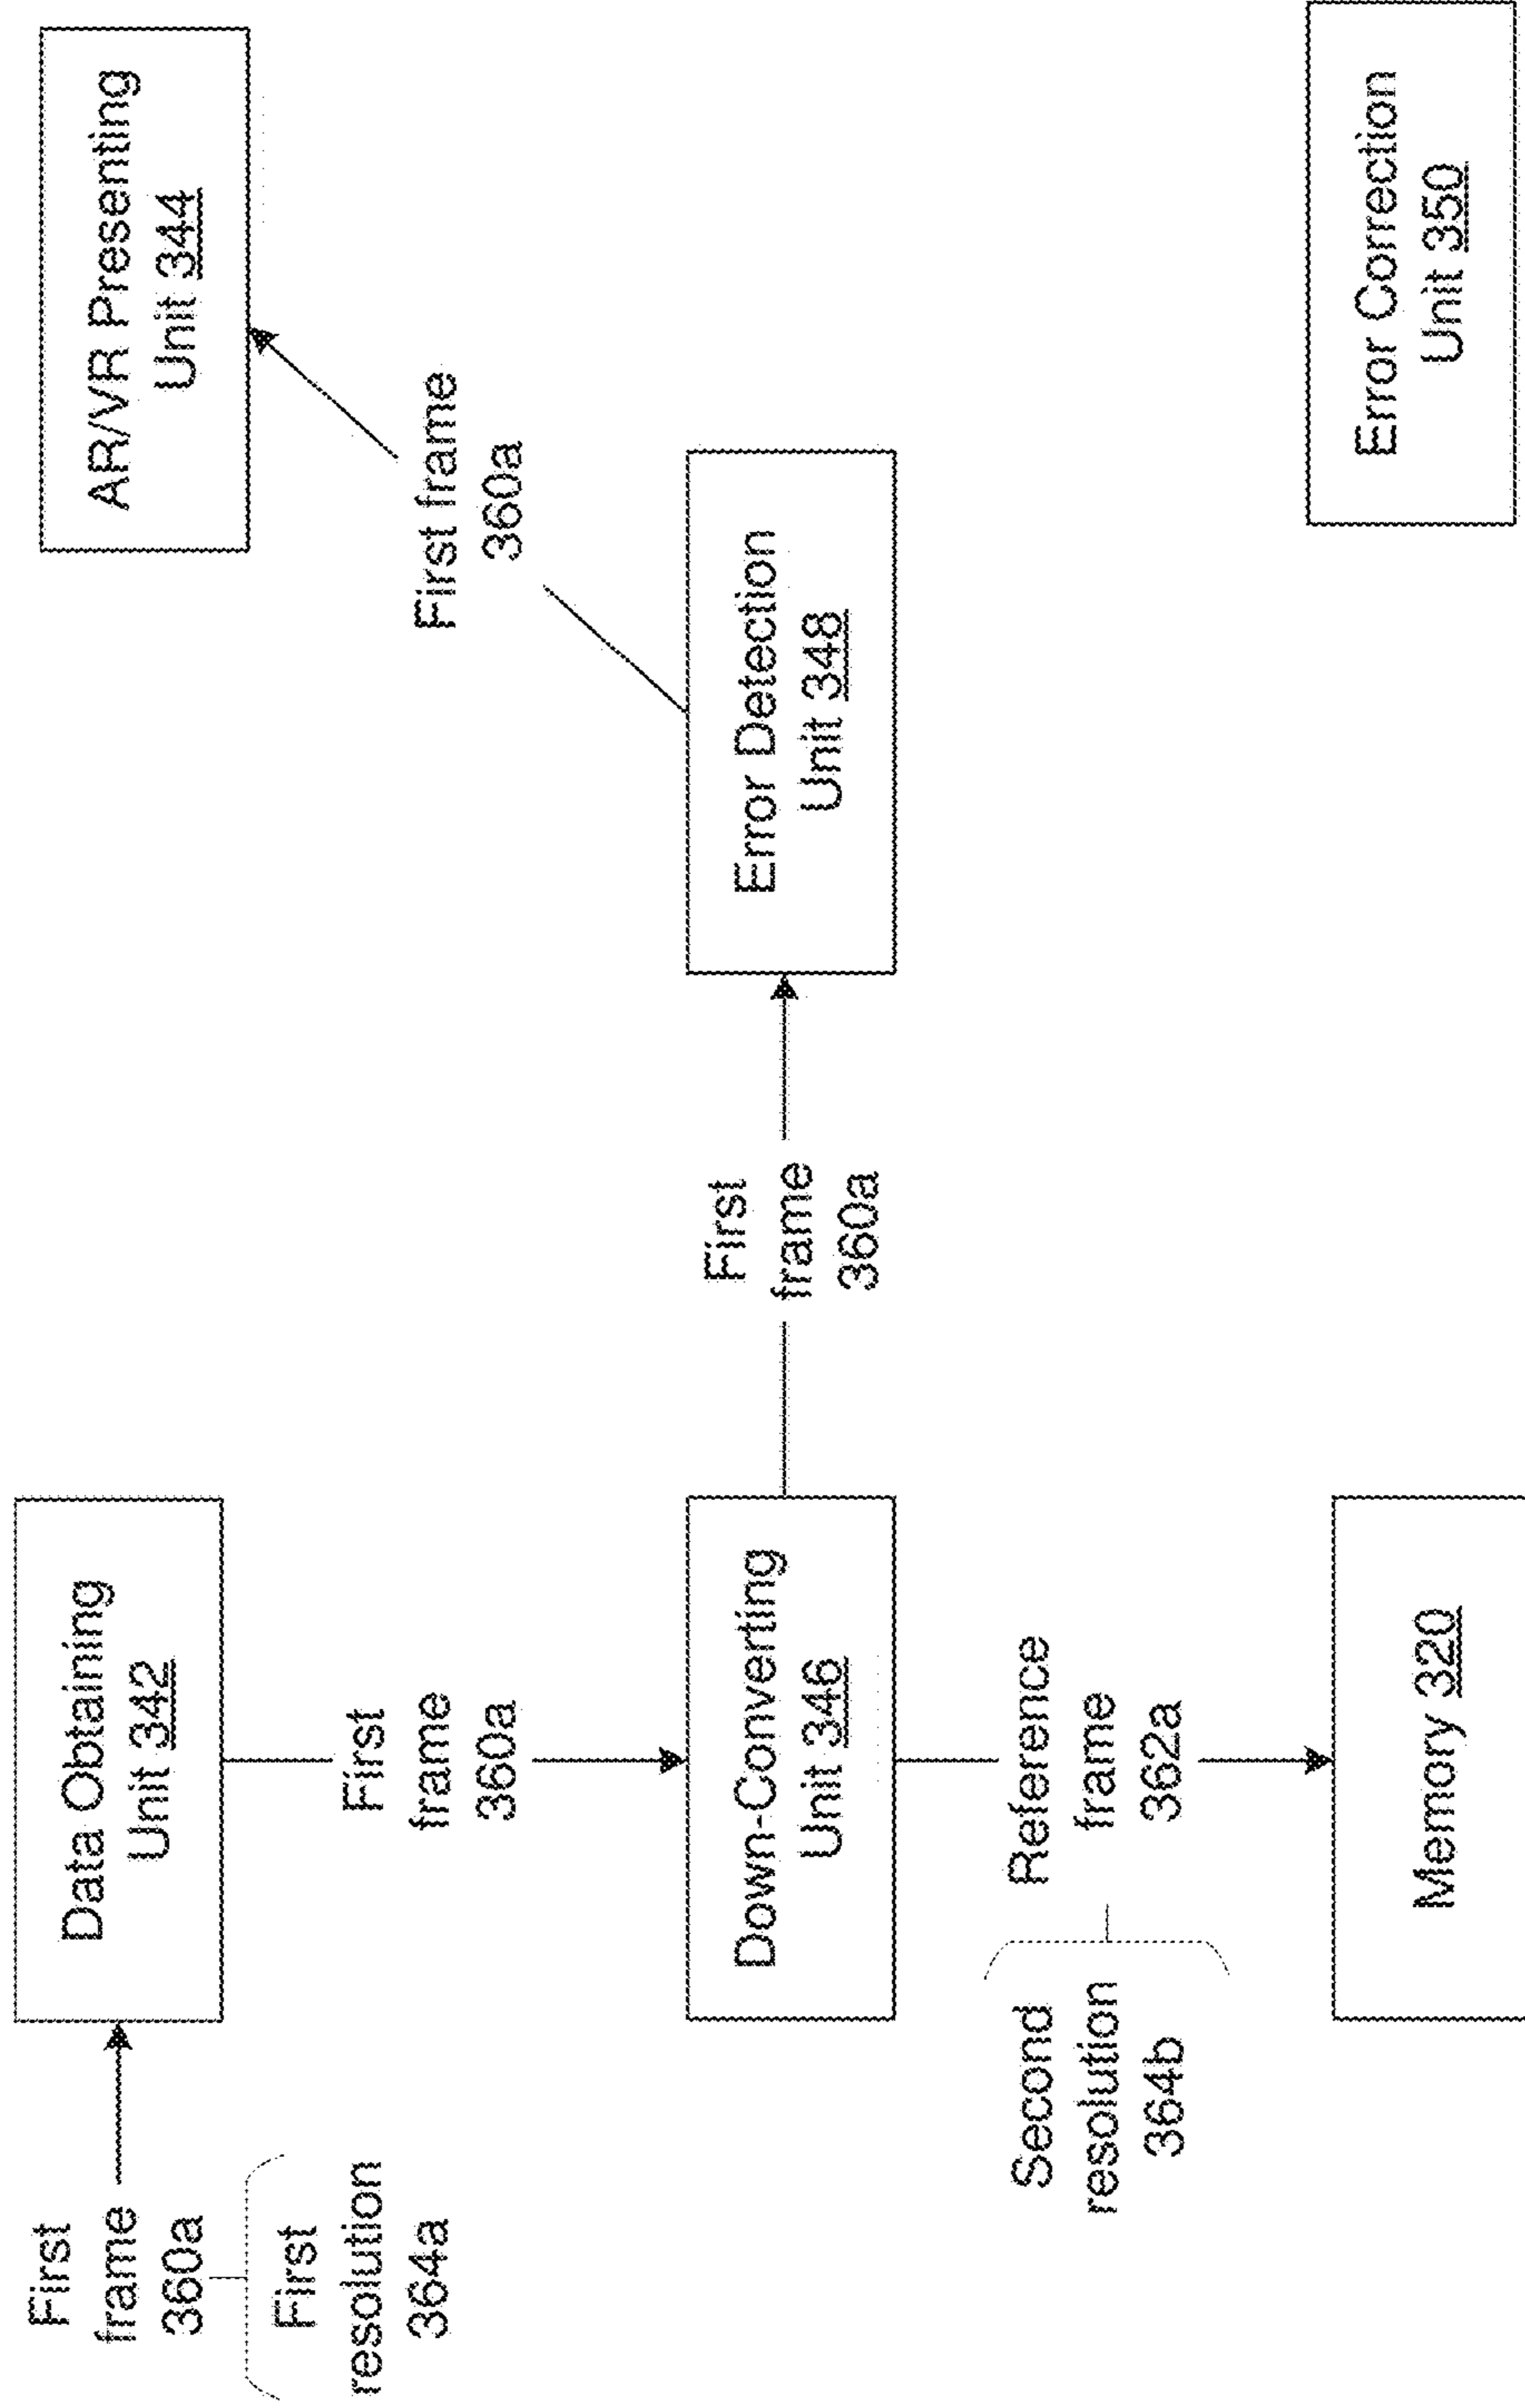 First
frame
360a
First
resolution
364a
Data Obtaining
Unit 342
First
frame
360a
Down-Converting
Unit 346
Second
resolution
364b
Reference
frame
362a
Memory 320
First
frame
360a
Error Detection
Unit 348
First frame
360a
AR/VR Presenting
Unit 344
Error Correction
Unit 350